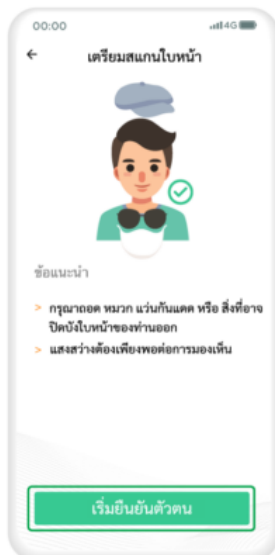 00:00 4G
← เตรียมสแกนใบหน้า
ข้อแนะนำ
> กรุณาถอด หมวก แว่นกันแดด หรือ สิ่งที่อาจ
ปิดบังใบหน้าของท่านออก
> แสงสว่างต้องเพียงพอต่อการมองเห็น
เริ่มยืนยันตัวตน